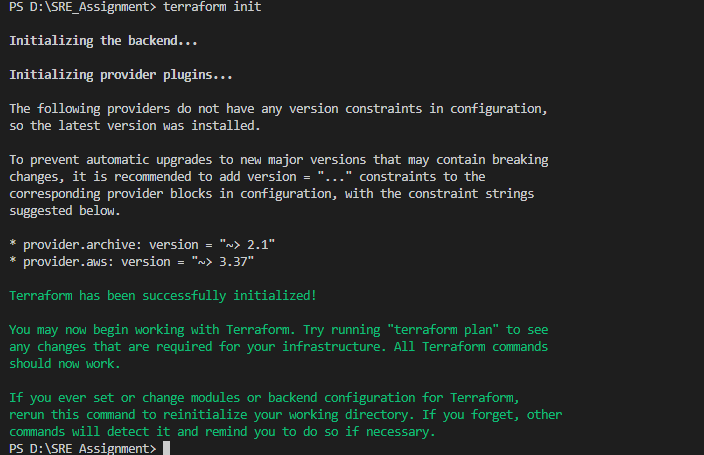 PS D:\SRE_Assignment> terraform init
Initializing the backend...
Initializing provider plugins...
The following providers do not have any version constraints in configuration,
so the latest version was installed.
To prevent automatic upgrades to new major versions that may contain breaking
changes, it is recommended to add version = "..." constraints to the
corresponding provider blocks in configuration, with the constraint strings
suggested below.
* provider.archive: version = "~> 2.1"
* provider.aws: version = "~> 3.37"
Terraform has been successfully initialized!
You may now begin working with Terraform. Try running "terraform plan" to see
any changes that are required for your infrastructure. All Terraform commands
should now work.
If you ever set or change modules or backend configuration for Terraform,
rerun this command to reinitialize your working directory. If you forget, other
commands will detect it and remind you to do so if necessary.
PS D:\SRE_Assignment>